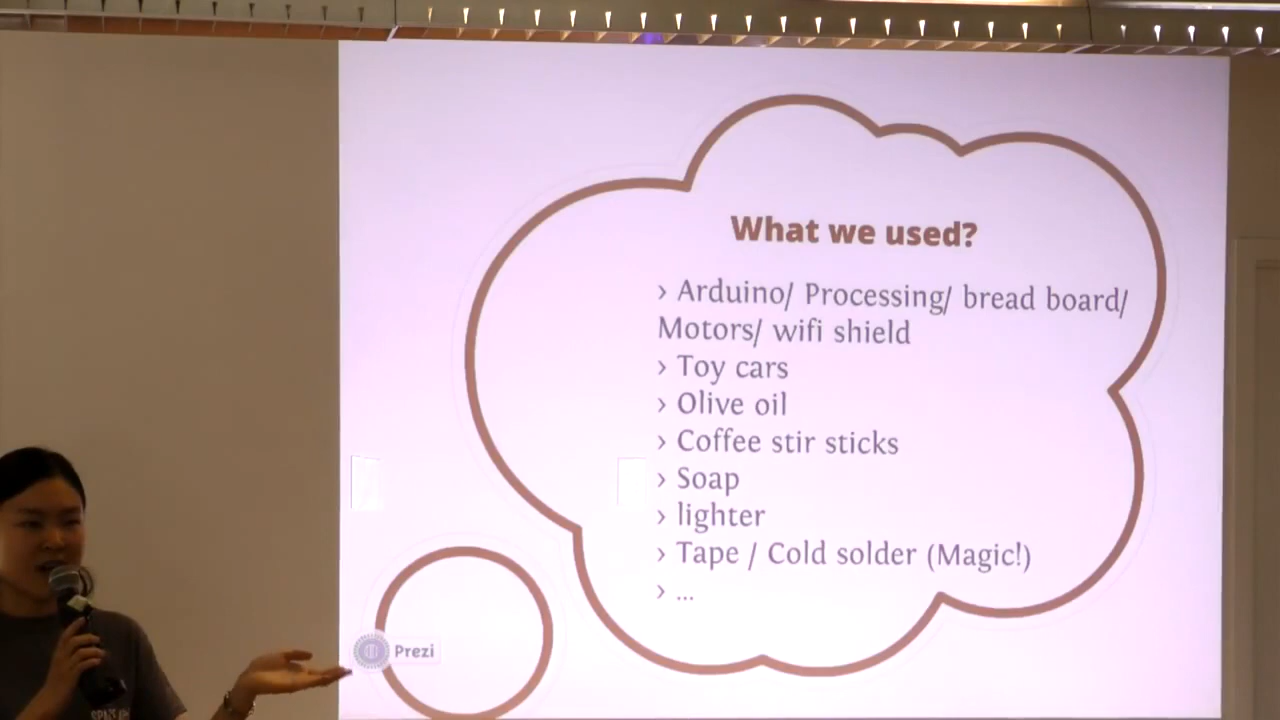 What we used?
› Arduino/ Processing/ bread board/
Motors/ wifi shield
› Toy cars
› Olive oil
› Coffee stir sticks
› Soap
› lighter
› Tape / Cold solder (Magic!)
› ...
Prezi